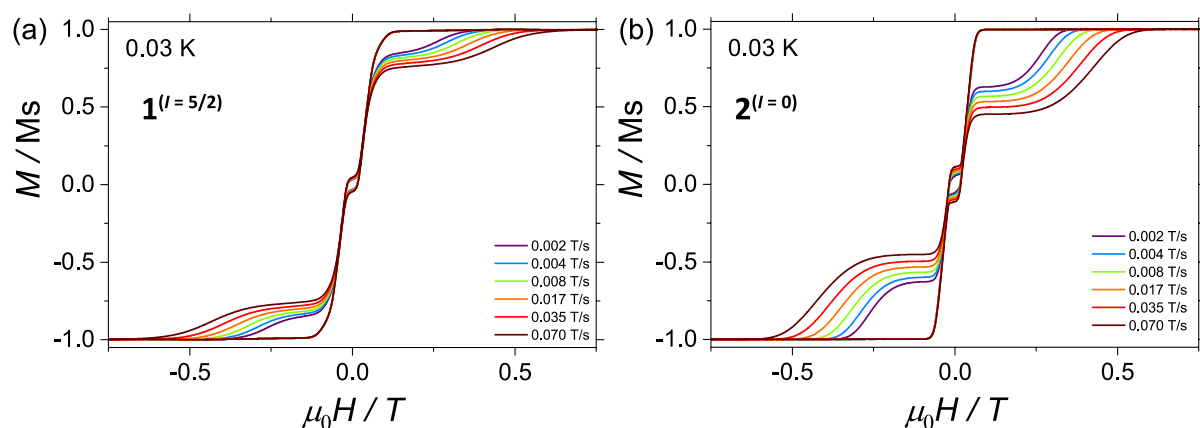 (a)
0.03 K
1(I = 5/2)
M / Ms
1.0
0.5
0.0
-0.5
-1.0
0.002 T/s
0.004 T/s
0.008 T/s
0.017 T/s
0.035 T/s
0.070 T/s
-0.5
0.0
0.5
μ0H / T
(b)
0.03 K
2(I = 0)
M / Ms
1.0
0.5
0.0
-0.5
-1.0
0.002 T/s
0.004 T/s
0.008 T/s
0.017 T/s
0.035 T/s
0.070 T/s
-0.5
0.0
0.5
μ0H / T